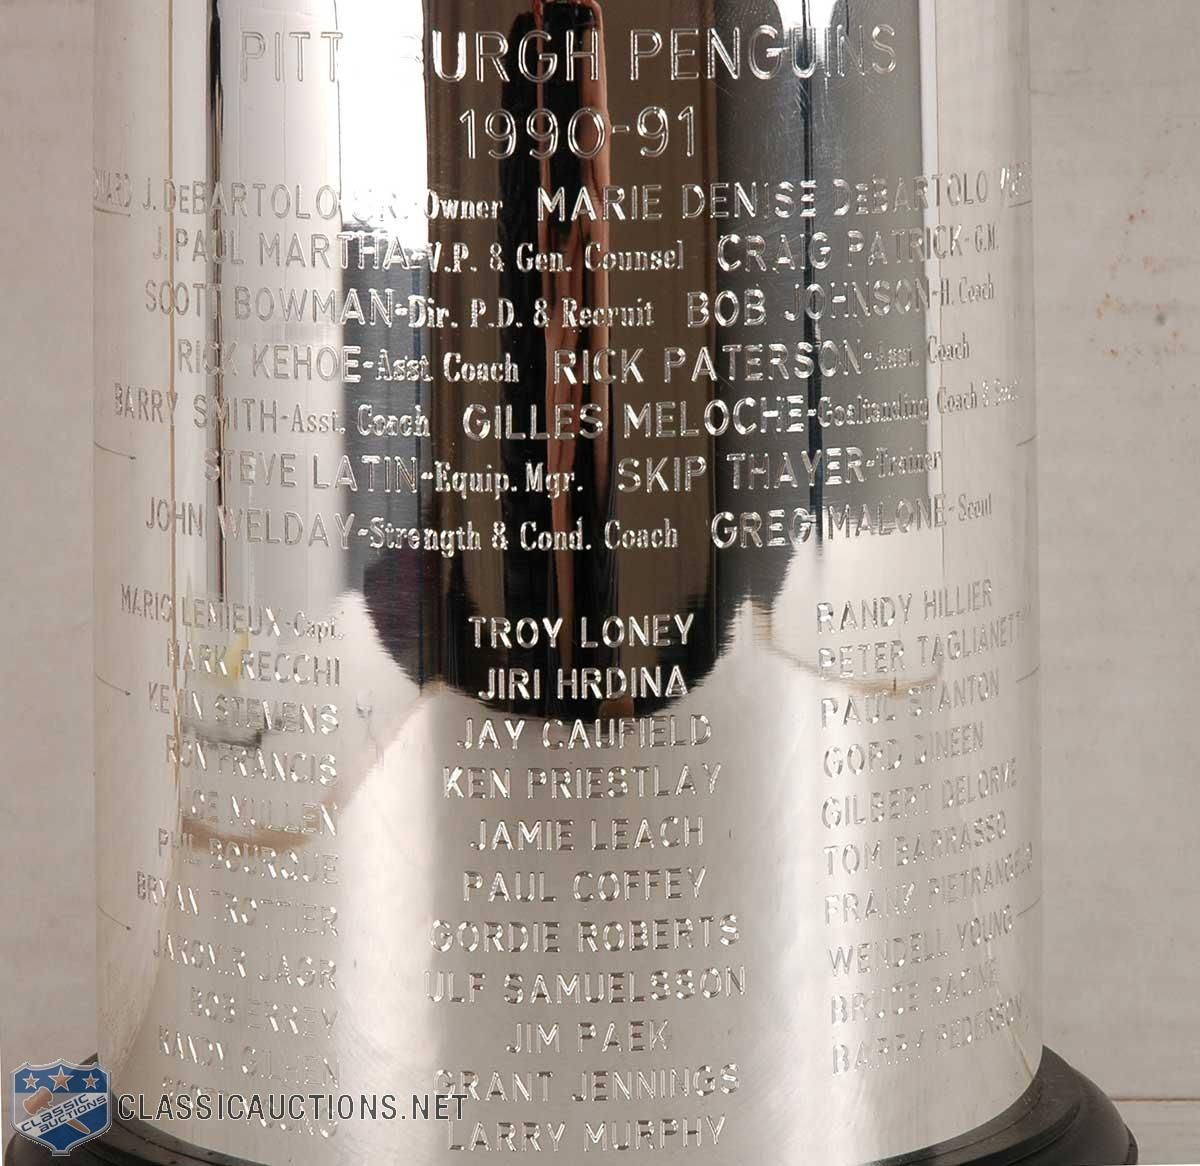 PITTSBURGH PENGUINS
1990-91
J. DEBARTOLO JR.-Owner MARIE DENISE DEBARTOLO
J. PAUL MARTHA-V.P. & Gen. Counsel CRAIG PATRICK-G.M.
SCOTT BOWMAN-Dir. P.D. & Recruit BOB JOHNSON-H. Coach
RICK KEHOE-Asst. Coach RICK PATERSON-Asst. Coach
BARRY SMITH-Asst. Coach GILLES MELOCHE-Goaltending Coach & Scout
STEVE LATIN-Equip. Mgr. SKIP THAYER-Trainer
JOHN WELDAY-Strength & Cond. Coach GREG MALONE-Scout
MARIO LEMIEUX-Capt.
MARK RECCHI
KEVIN STEVENS
RON FRANCIS
JOE MULLEN
PHIL BOURQUE
BRYAN TROTTIER
JAROMIR JAGR
BOB ERREY
RANDY GILHEN
SCOTT YOUNG
TROY LONEY
JIRI HRDINA
JAY CAUFIELD
KEN PRIESTLAY
JAMIE LEACH
PAUL COFFEY
GORDIE ROBERTS
ULF SAMUELSSON
JIM PAEK
GRANT JENNINGS
LARRY MURPHY
RANDY HILLIER
PETER TAGLIANETTI
PAUL STANTON
GORD DINEEN
GILBERT DELORME
TOM BARRASSO
FRANK PIETRANGELO
WENDELL YOUNG
BRUCE RACINE
BARRY PEDERSON
CLASSIC AUCTIONS
CLASSICAUCTIONS.NET